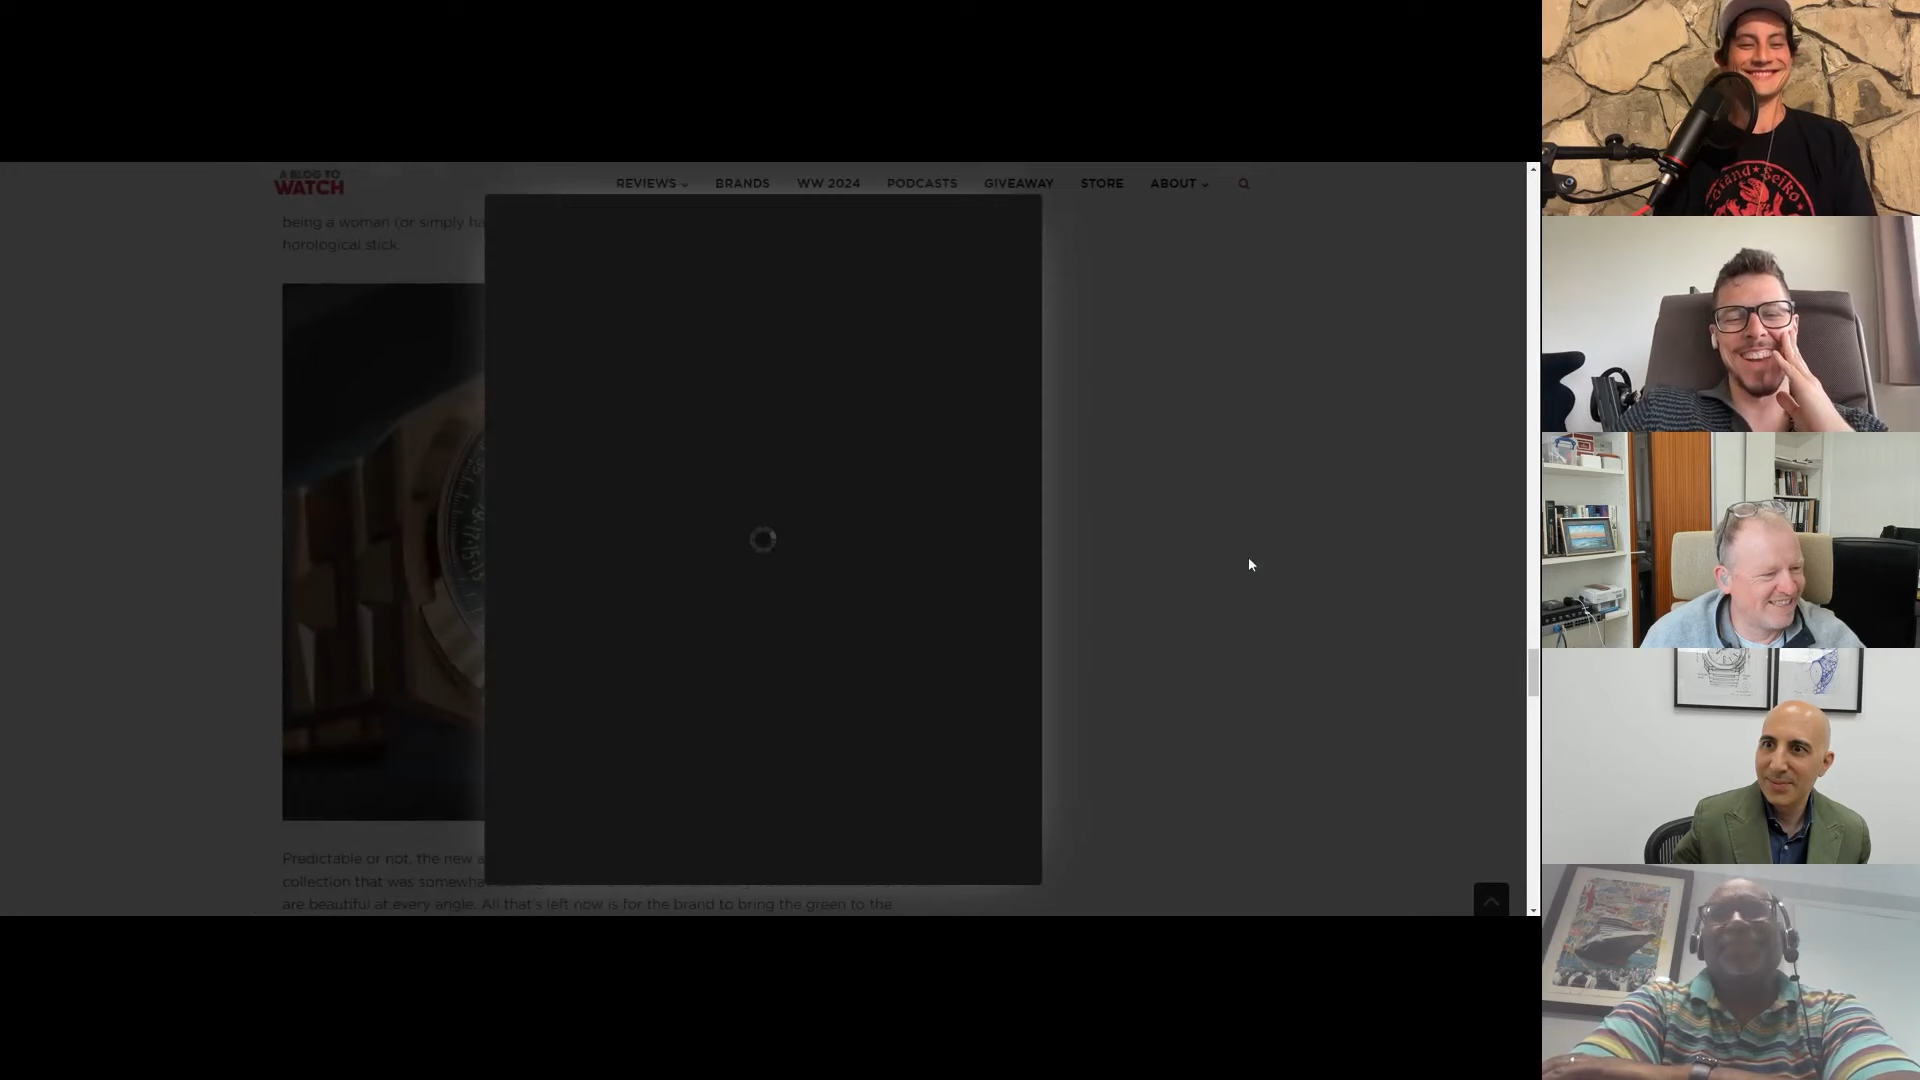 A BLOG TO
WATCH
REVIEWS
BRANDS
WW 2024
PODCASTS
GIVEAWAY
STORE
ABOUT
being a woman (or simply ha
horological stick.
Predictable or not, the new a
collection that was somewha
are beautiful at every angle. All that's left now is for the brand to bring the green to the
Grand Seiko